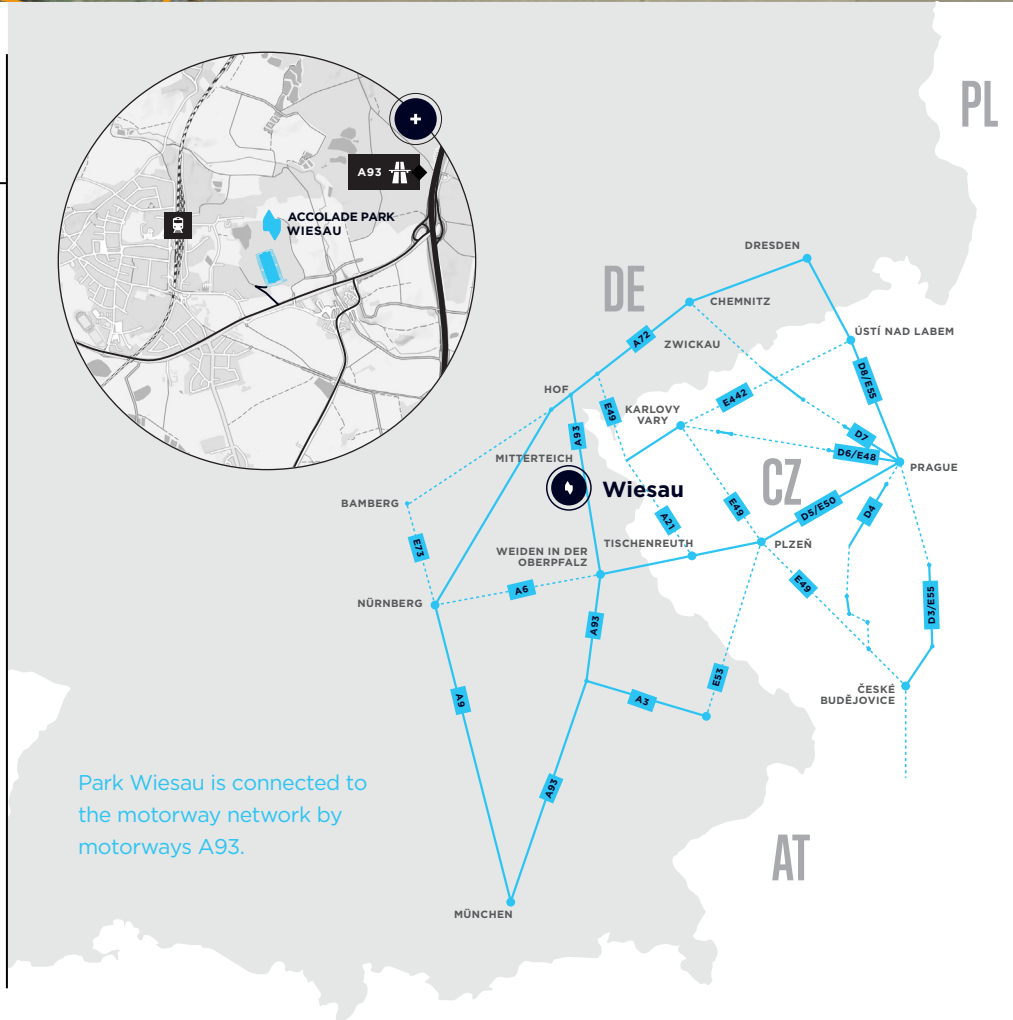 PL
+
A93
ACCOLADE PARK
WIESAU
DRESDEN
DE
CHEMNITZ
ÚSTÍ NAD LABEM
A72
ZWICKAU
D8/E55
HOF
E49
KARLOVY
VARY
E442
A93
D7
D6/E48
MITTERTEICH
PRAGUE
CZ
Wiesau
BAMBERG
E49
D5/E50
D4
A21
E73
TISCHENREUTH
PLZEŇ
WEIDEN IN DER
OBERPFALZ
A6
E49
NÜRNBERG
D3/E55
A93
E53
ČESKÉ
BUDĚJOVICE
A9
A3
Park Wiesau is connected to
the motorway network by
motorways A93.
A93
AT
MÜNCHEN